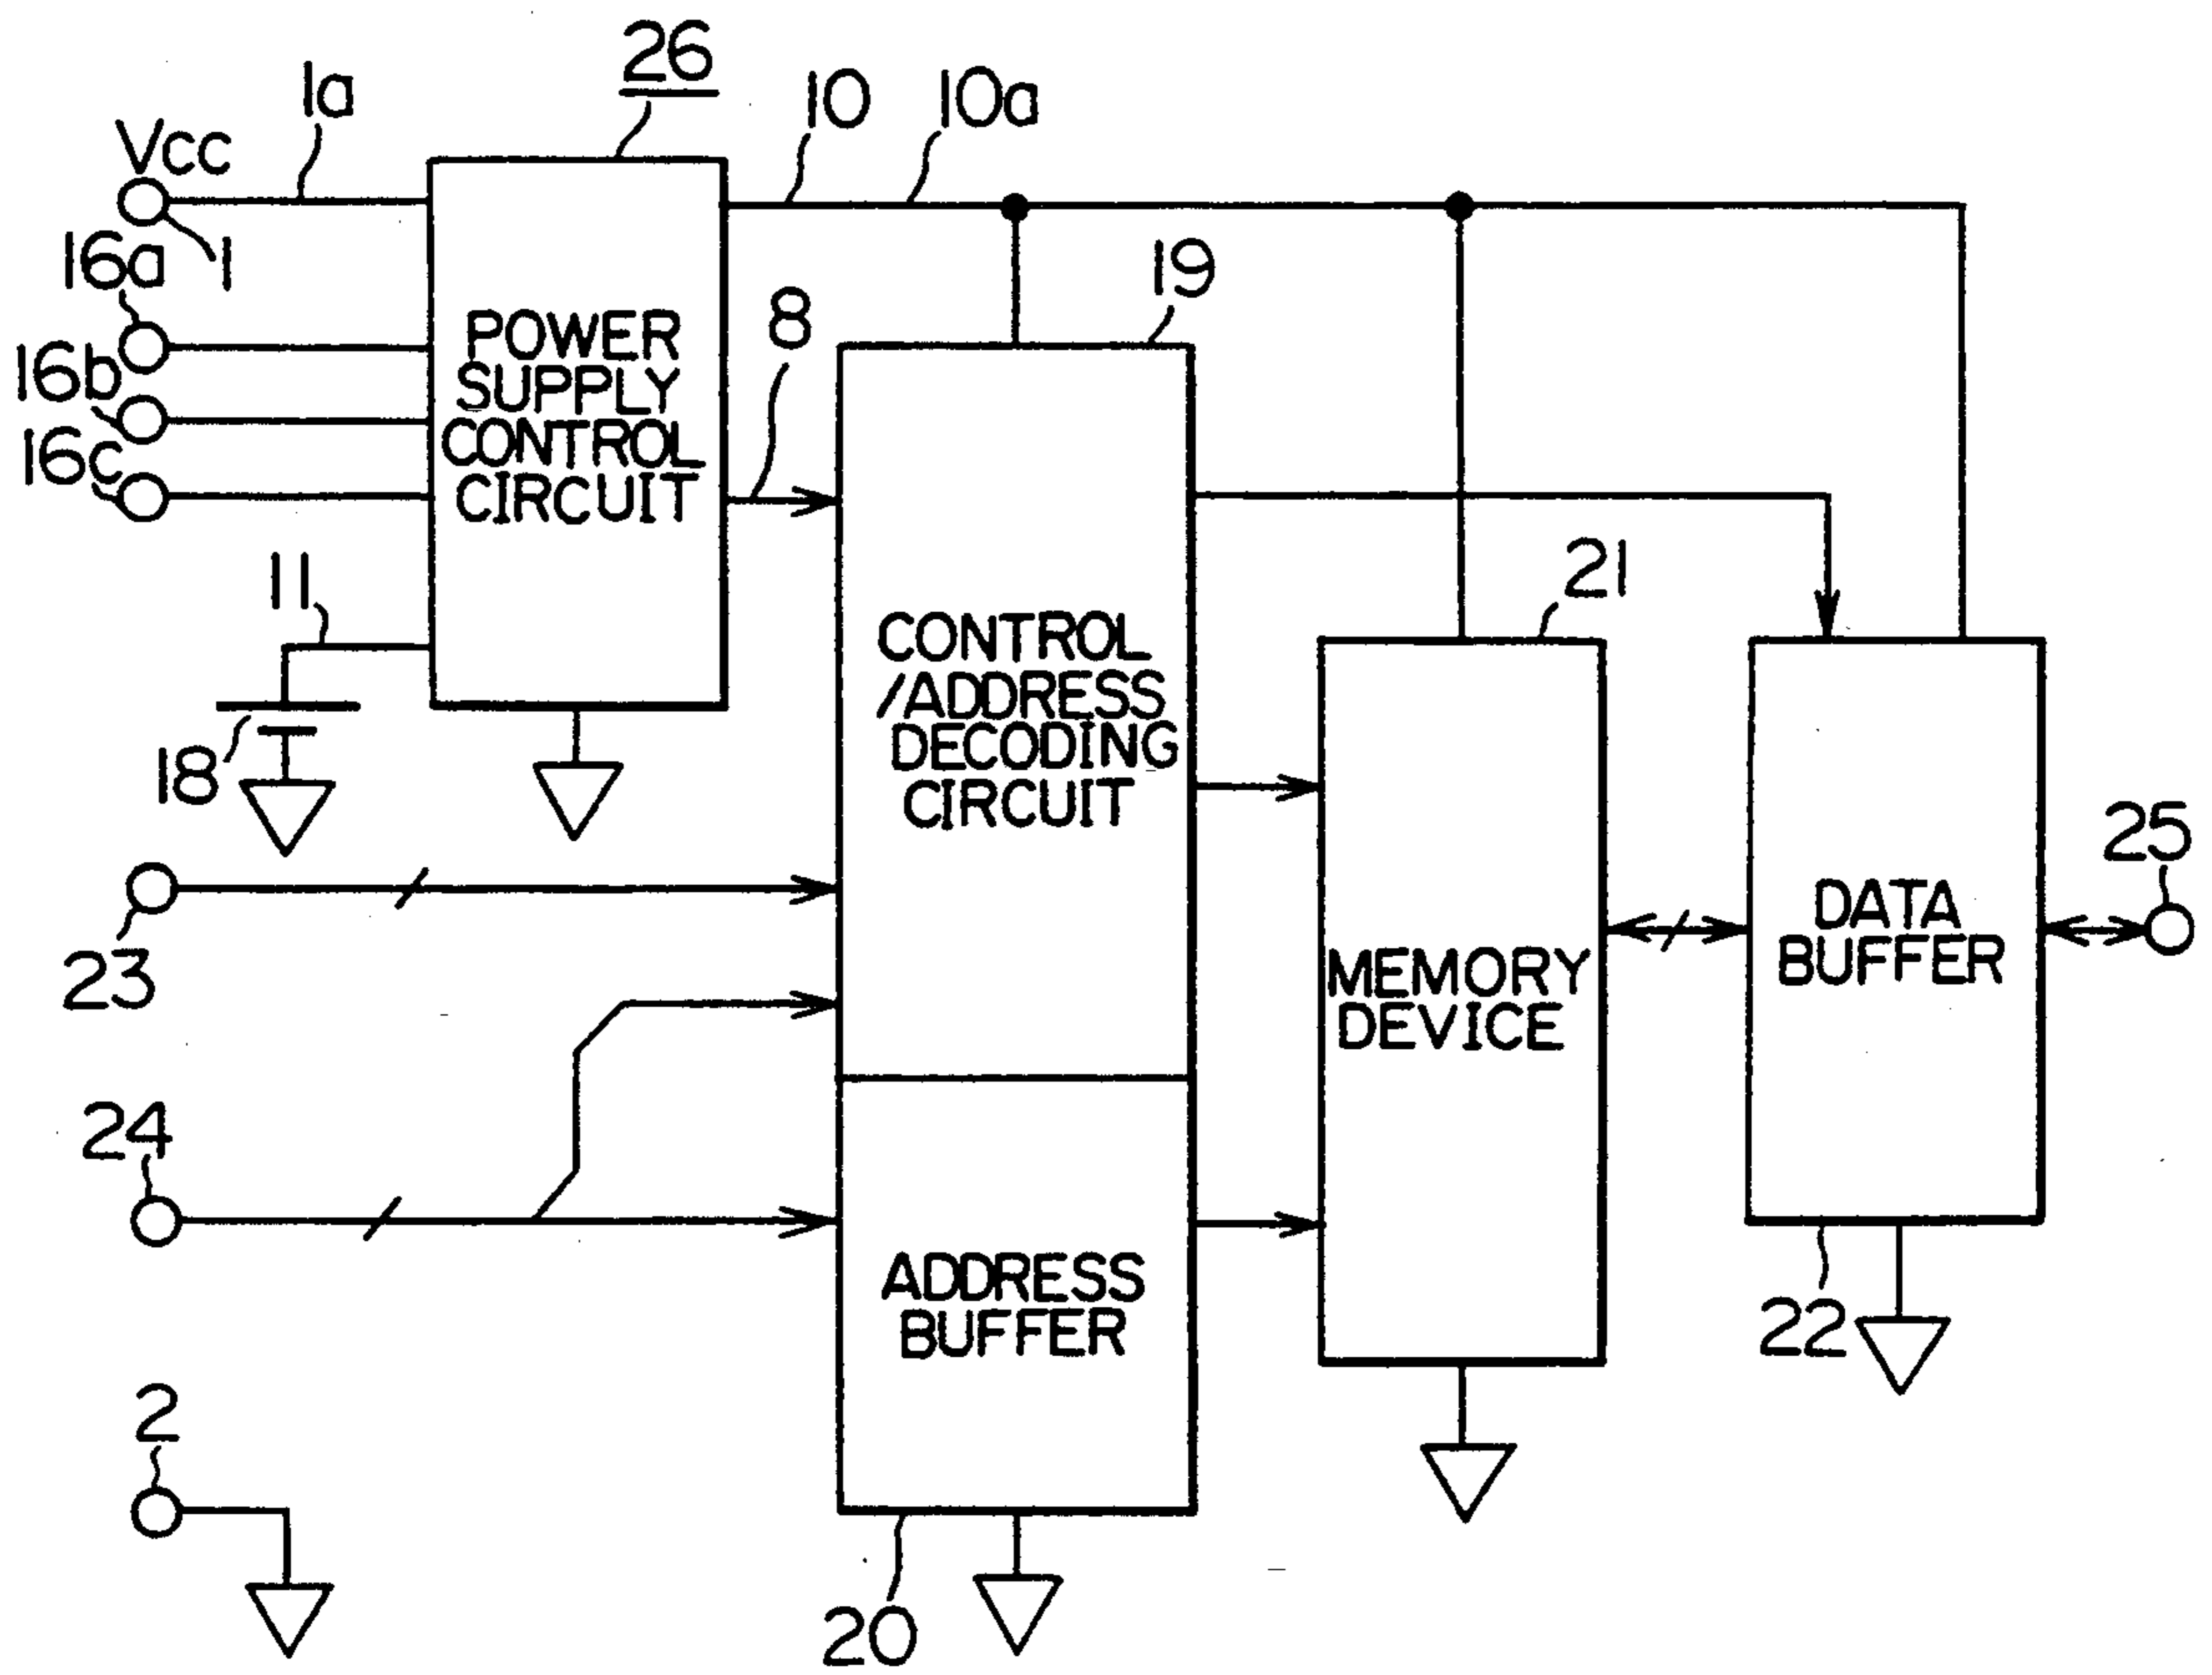 26
1a
10
10a
Vcc
1
16a
16b
16c
POWER
SUPPLY
CONTROL
CIRCUIT
8
19
11
18
21
CONTROL
/ADDRESS
DECODING
CIRCUIT
25
23
DATA
BUFFER
MEMORY
DEVICE
24
ADDRESS
BUFFER
22
2
20